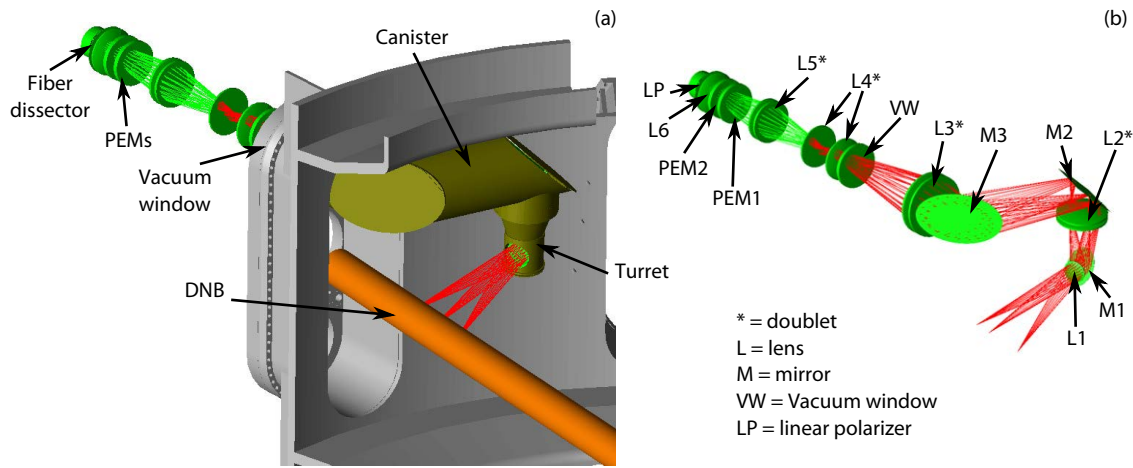 (a)
Canister
Fiber
dissector
PEMs
Vacuum
window
DNB
Turret
(b)
L5*
L4*
VW
LP
L6
PEM2
PEM1
L3*
M3
M2
L2*
M1
L1
* = doublet
L = lens
M = mirror
VW = Vacuum window
LP = linear polarizer